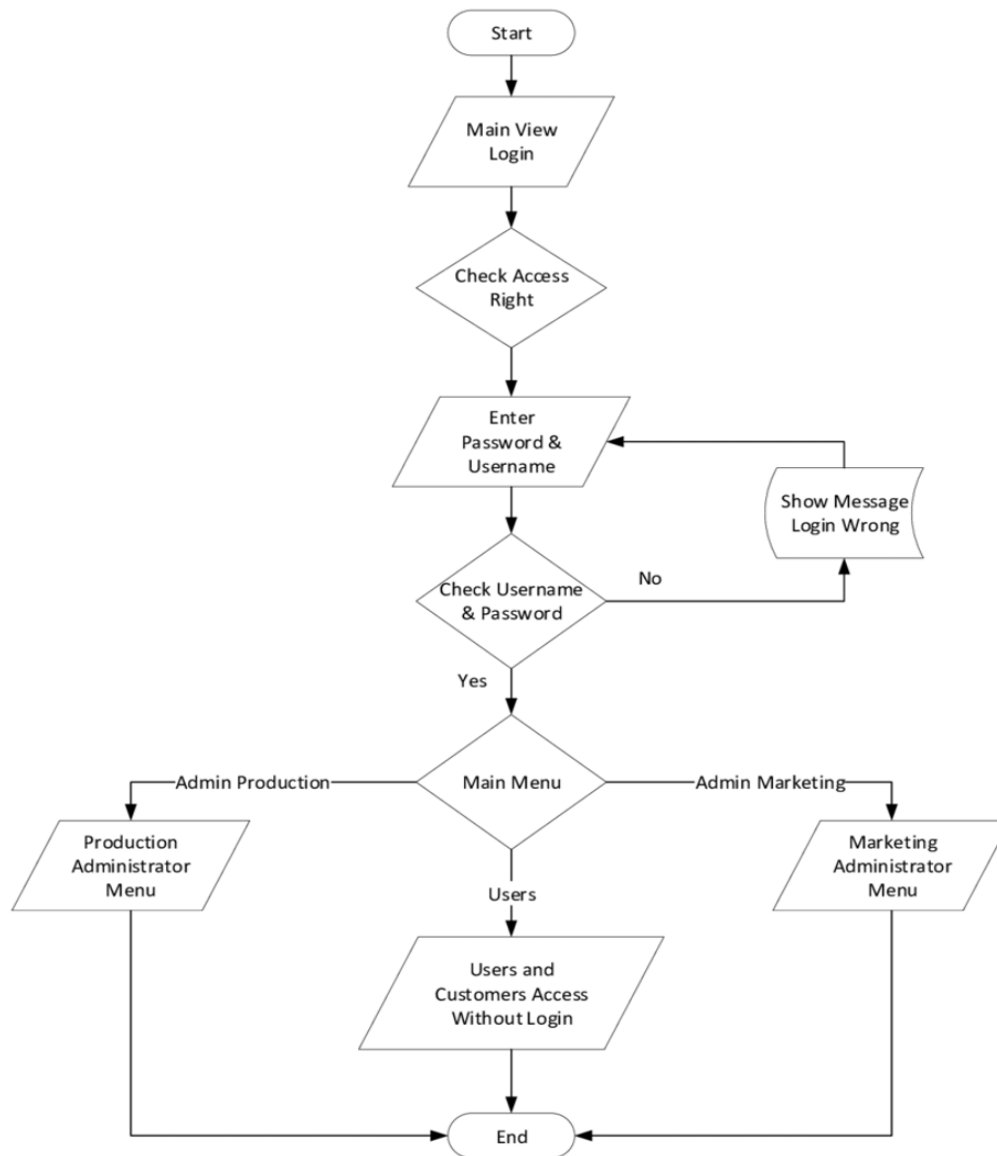 Start
Main View
Login
Check Access
Right
Enter
Password &
Username
Show Message
Login Wrong
Check Username
& Password
No
Yes
Admin Production
Main Menu
Admin Marketing
Production
Administrator
Menu
Marketing
Administrator
Menu
Users
Users and
Customers Access
Without Login
End